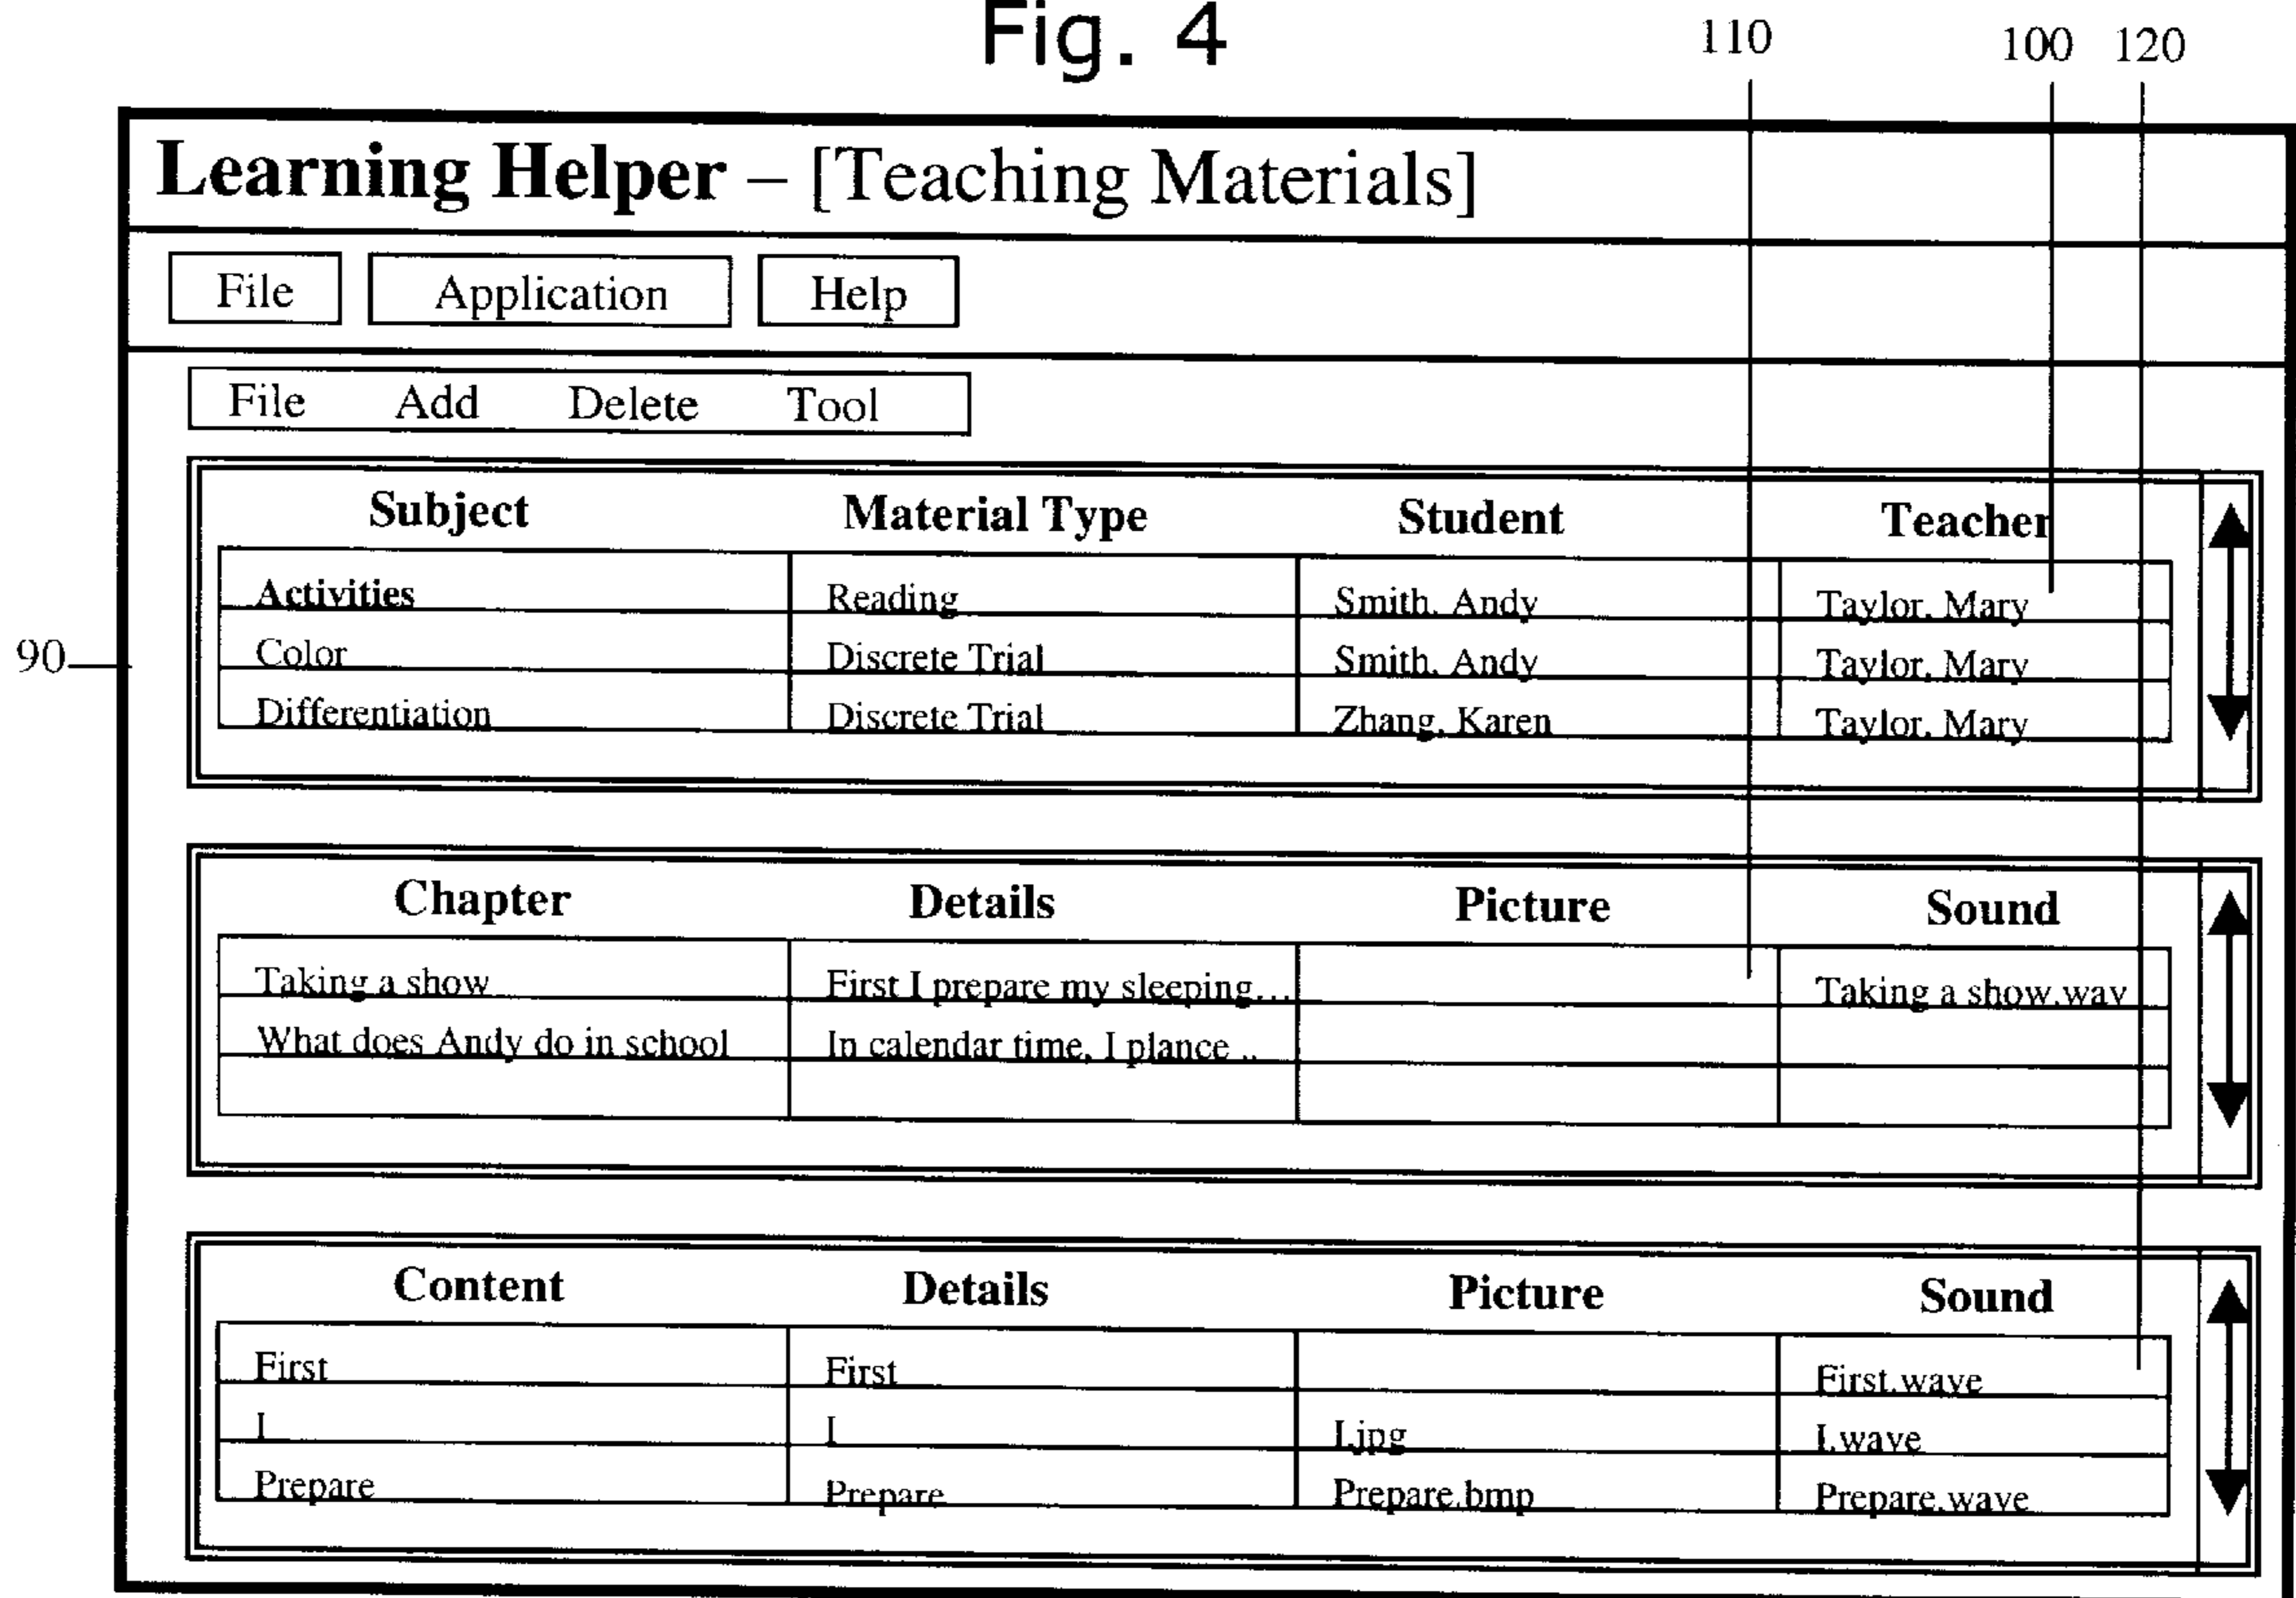 Fig. 4
110 100 120
Learning Helper – [Teaching Materials]
File Application Help
File Add Delete Tool
Subject Material Type Student Teacher
Activities Reading Smith, Andy Taylor, Mary
90
Color Discrete Trial Smith, Andy Taylor, Mary
Differentiation Discrete Trial Zhang, Karen Taylor, Mary
Chapter Details Picture Sound
Taking a show First I prepare my sleeping... Taking a show.wav
What does Andy do in school In calendar time, I plance ..
Content Details Picture Sound
First First First.wave
I I I.jpg I.wave
Prepare Prepare Prepare.bmp Prepare.wave